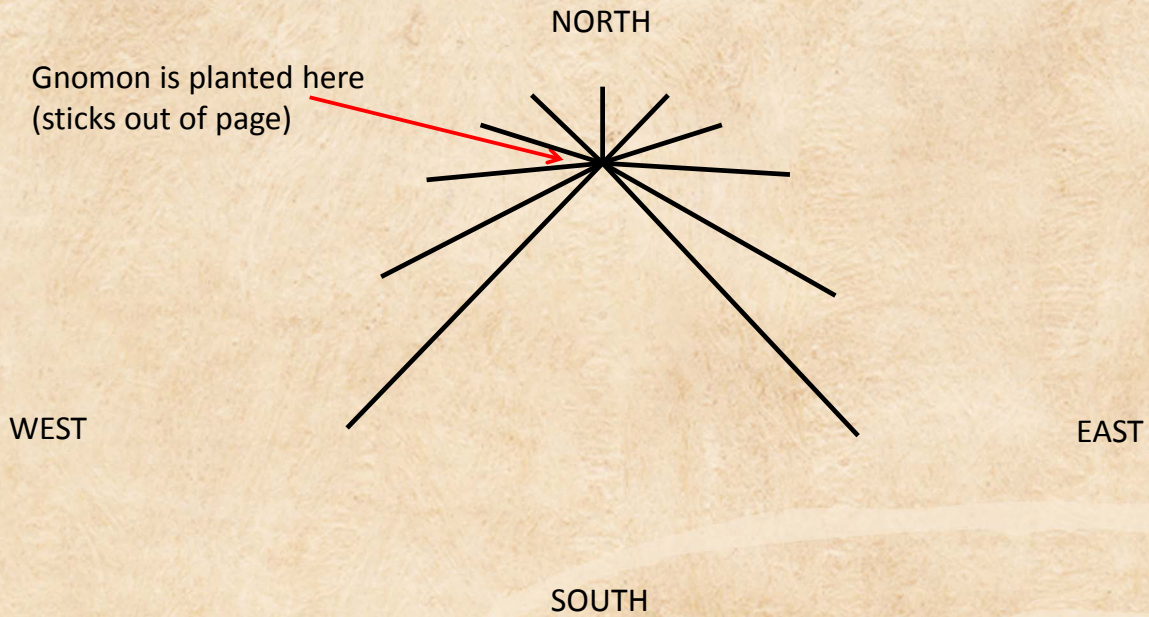 NORTH
Gnomon is planted here
(sticks out of page)
WEST
EAST
SOUTH